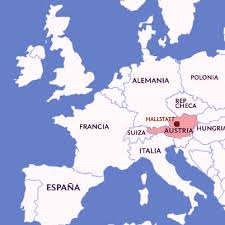 ALEMANIA
POLONIA
REP
CHECA
HALLSTATT
FRANCIA
SUIZA
AUSTRIA
HUNGRIA
ITALIA
ESPAÑA